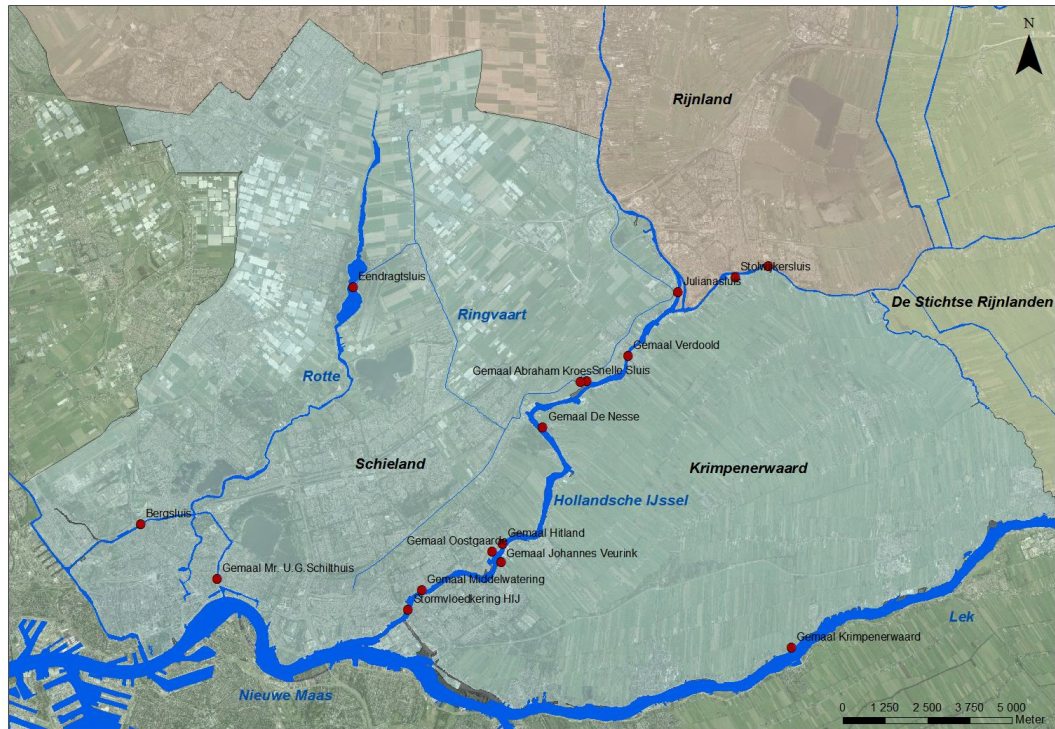 N
Rijnland
Stolwijkersluis
Eendragtsluis
Julianasluis
De Stichtse Rijnlanden
Ringvaart
Gemaal Verdoold
Rotte
Gemaal Abraham Kroes
Snelle Sluis
Gemaal De Nesse
Schieland
Krimpenerwaard
Hollandsche IJssel
Bergsluis
Gemaal Hitland
Gemaal Oostgaarde
Gemaal Johannes Veurink
Gemaal Mr. U.G.Schilthuis
Gemaal Middelwatering
Stormvloedkering HIJ
Lek
Gemaal Krimpenerwaard
Nieuwe Maas
0 1 250 2 500 3 750 5 000
Meter